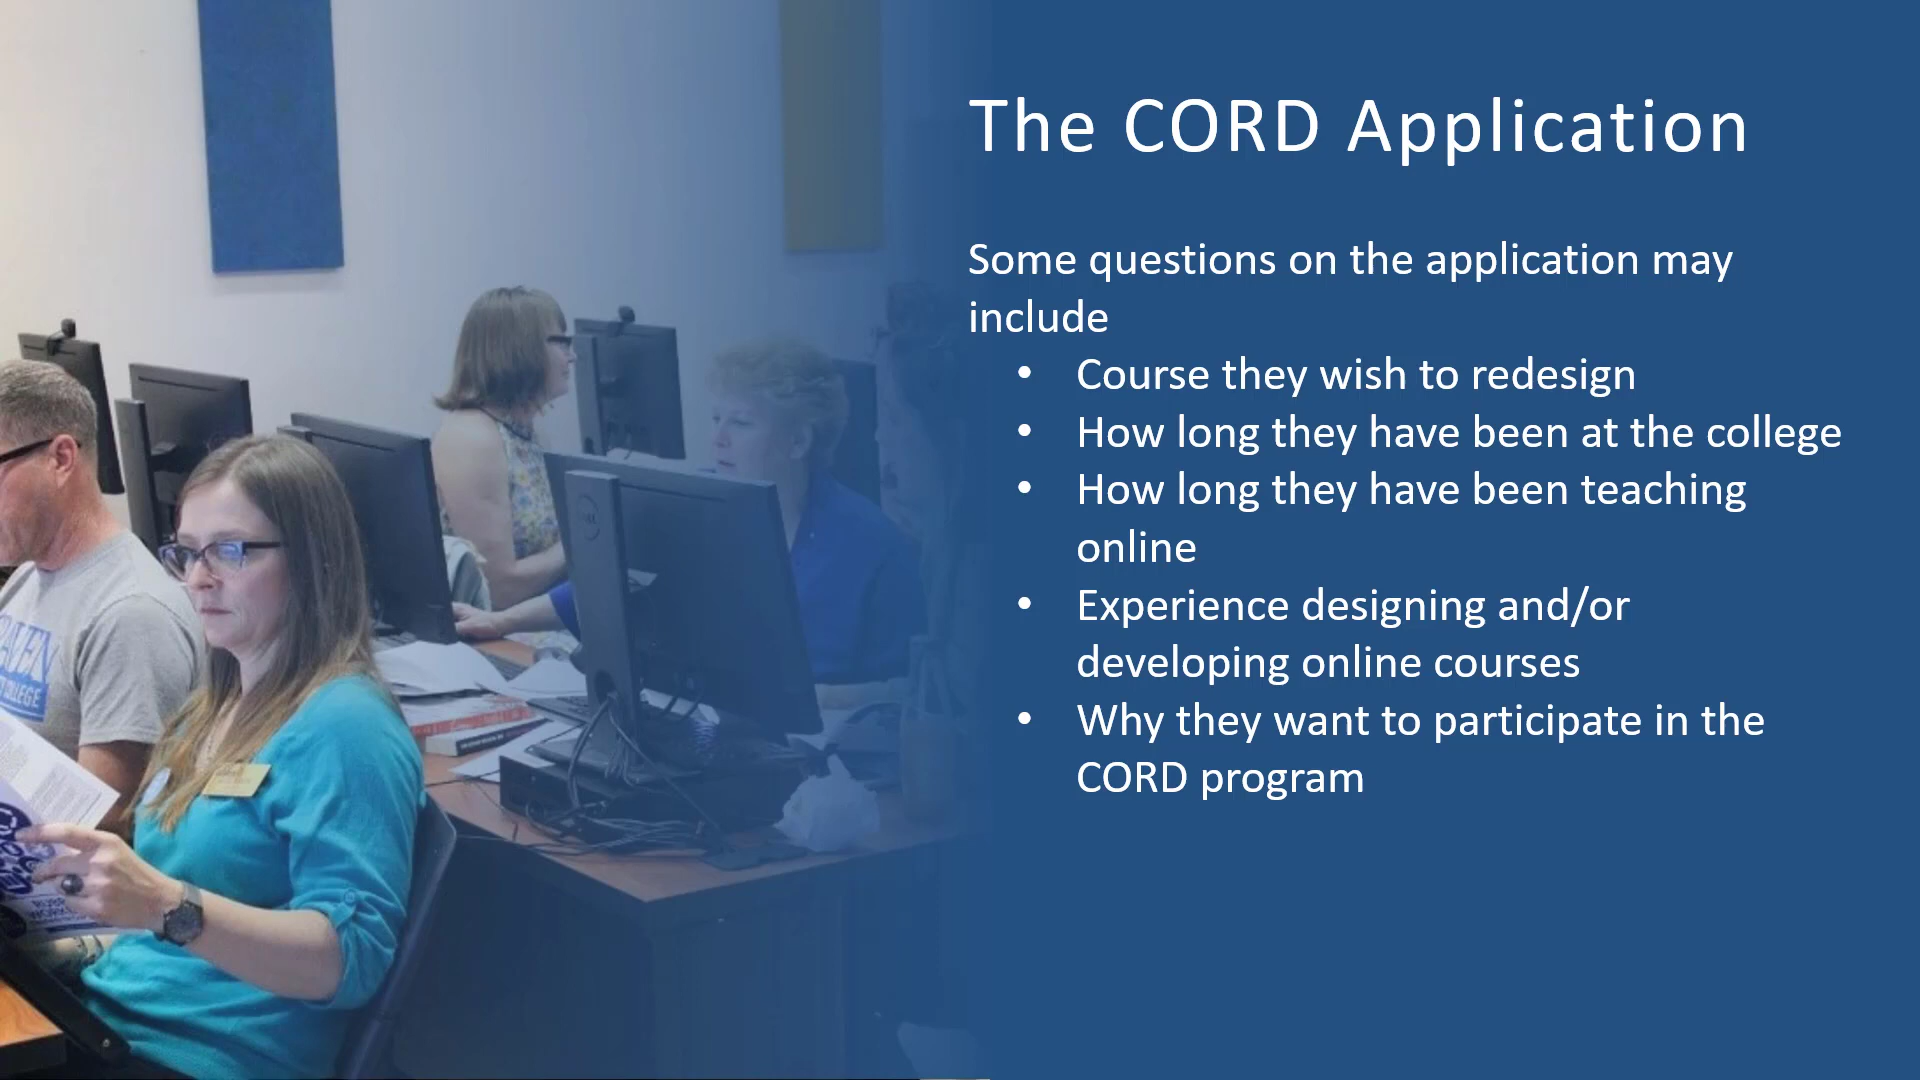 The CORD Application
Some questions on the application may
include
• Course they wish to redesign
• How long they have been at the college
• How long they have been teaching
online
• Experience designing and/or
developing online courses
• Why they want to participate in the
CORD program